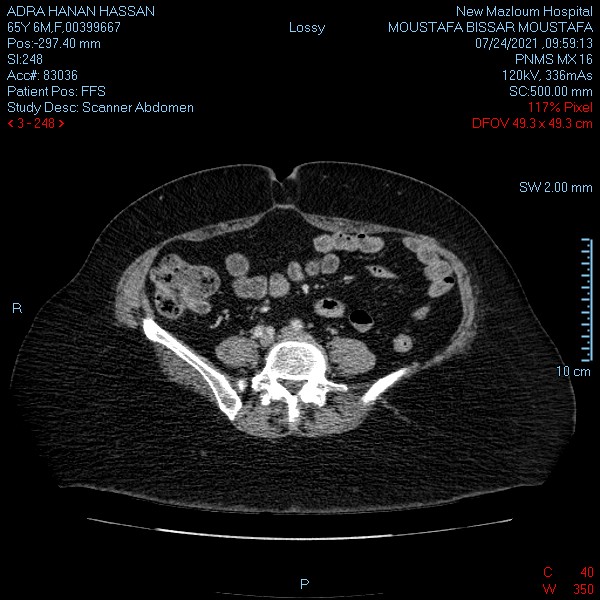 ADRA HANAN HASSAN
65Y 6M,F,00399667
Pos:-297.40 mm
SI:248
Acc#: 83036
Patient Pos: FFS
Study Desc: Scanner Abdomen
< 3 - 248 >
Lossy
New Mazloum Hospital
MOUSTAFA BISSAR MOUSTAFA
07/24/2021 ,09:59:13
PNMS MX 16
120kV, 336mAs
SC:500.00 mm
117% Pixel
DFOV 49.3 x 49.3 cm
SW 2.00 mm
R
10 cm
P
C 40
W 350